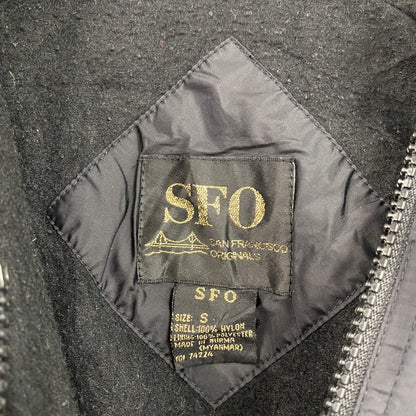 SFO
SAN FRANCISCO
ORIGINALS
SFO
SIZE: S
SHELL:100% NYLON
LINING:100% POLYESTER
MADE IN BURMA
(MYANMAR)
74224